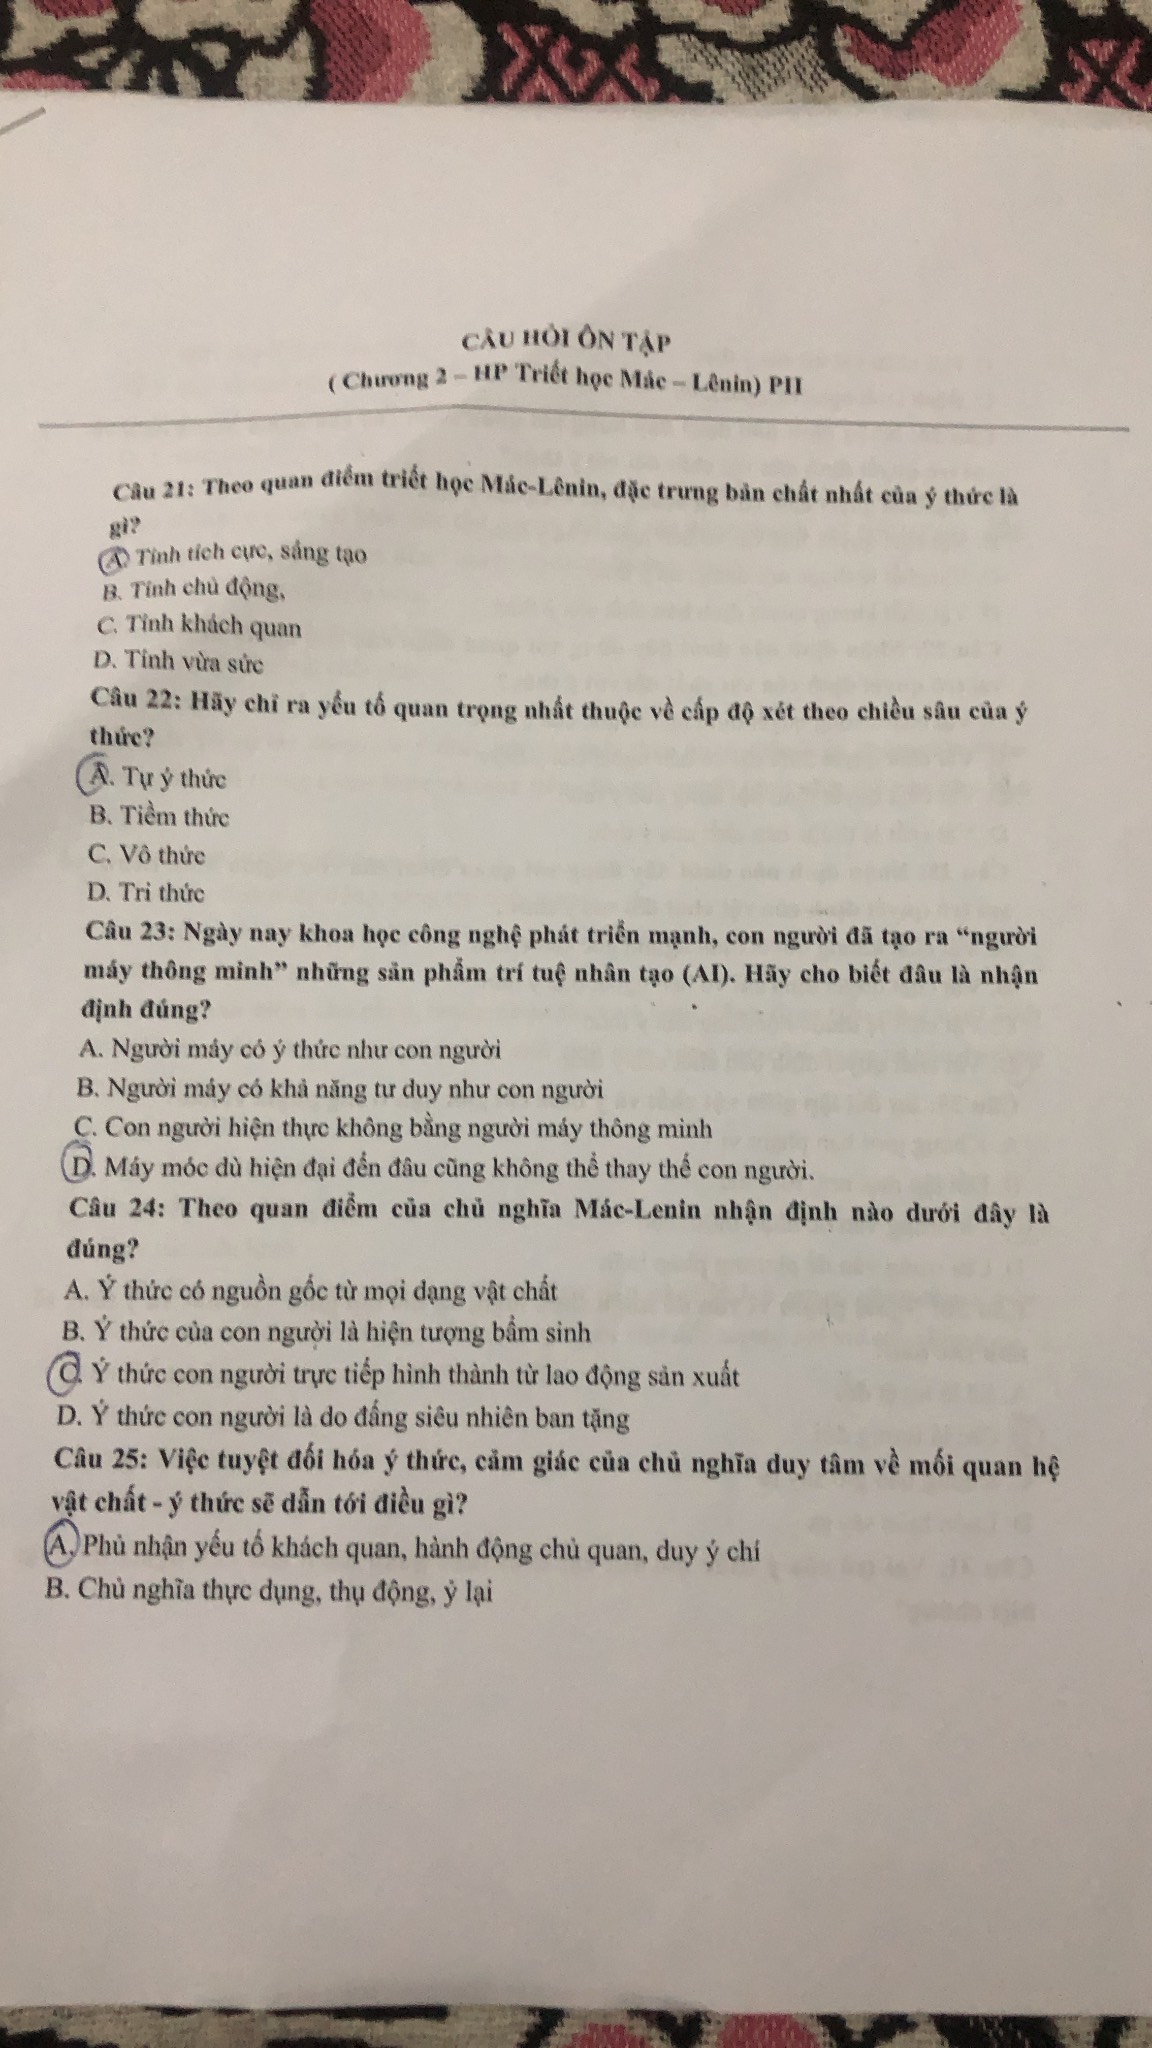 CÂU HỎI ÔN TẬP
( Chương 2 – HP Triết học Mác – Lênin) PII
Câu 21: Theo quan điểm triết học Mác-Lênin, đặc trưng bản chất nhất của ý thức là
gì?
A. Tính tích cực, sáng tạo
B. Tính chủ động,
C. Tính khách quan
D. Tính vừa sức
Câu 22: Hãy chỉ ra yếu tố quan trọng nhất thuộc về cấp độ xét theo chiều sâu của ý
thức?
A. Tự ý thức
B. Tiềm thức
C. Vô thức
D. Tri thức
Câu 23: Ngày nay khoa học công nghệ phát triển mạnh, con người đã tạo ra “người
máy thông minh” những sản phẩm trí tuệ nhân tạo (AI). Hãy cho biết đâu là nhận
định đúng?
A. Người máy có ý thức như con người
B. Người máy có khả năng tư duy như con người
C. Con người hiện thực không bằng người máy thông minh
D. Máy móc dù hiện đại đến đâu cũng không thể thay thế con người.
Câu 24: Theo quan điểm của chủ nghĩa Mác-Lenin nhận định nào dưới đây là
đúng?
A. Ý thức có nguồn gốc từ mọi dạng vật chất
B. Ý thức của con người là hiện tượng bẩm sinh
C. Ý thức con người trực tiếp hình thành từ lao động sản xuất
D. Ý thức con người là do đấng siêu nhiên ban tặng
Câu 25: Việc tuyệt đối hóa ý thức, cảm giác của chủ nghĩa duy tâm về mối quan hệ
vật chất - ý thức sẽ dẫn tới điều gì?
A. Phủ nhận yếu tố khách quan, hành động chủ quan, duy ý chí
B. Chủ nghĩa thực dụng, thụ động, ỷ lại